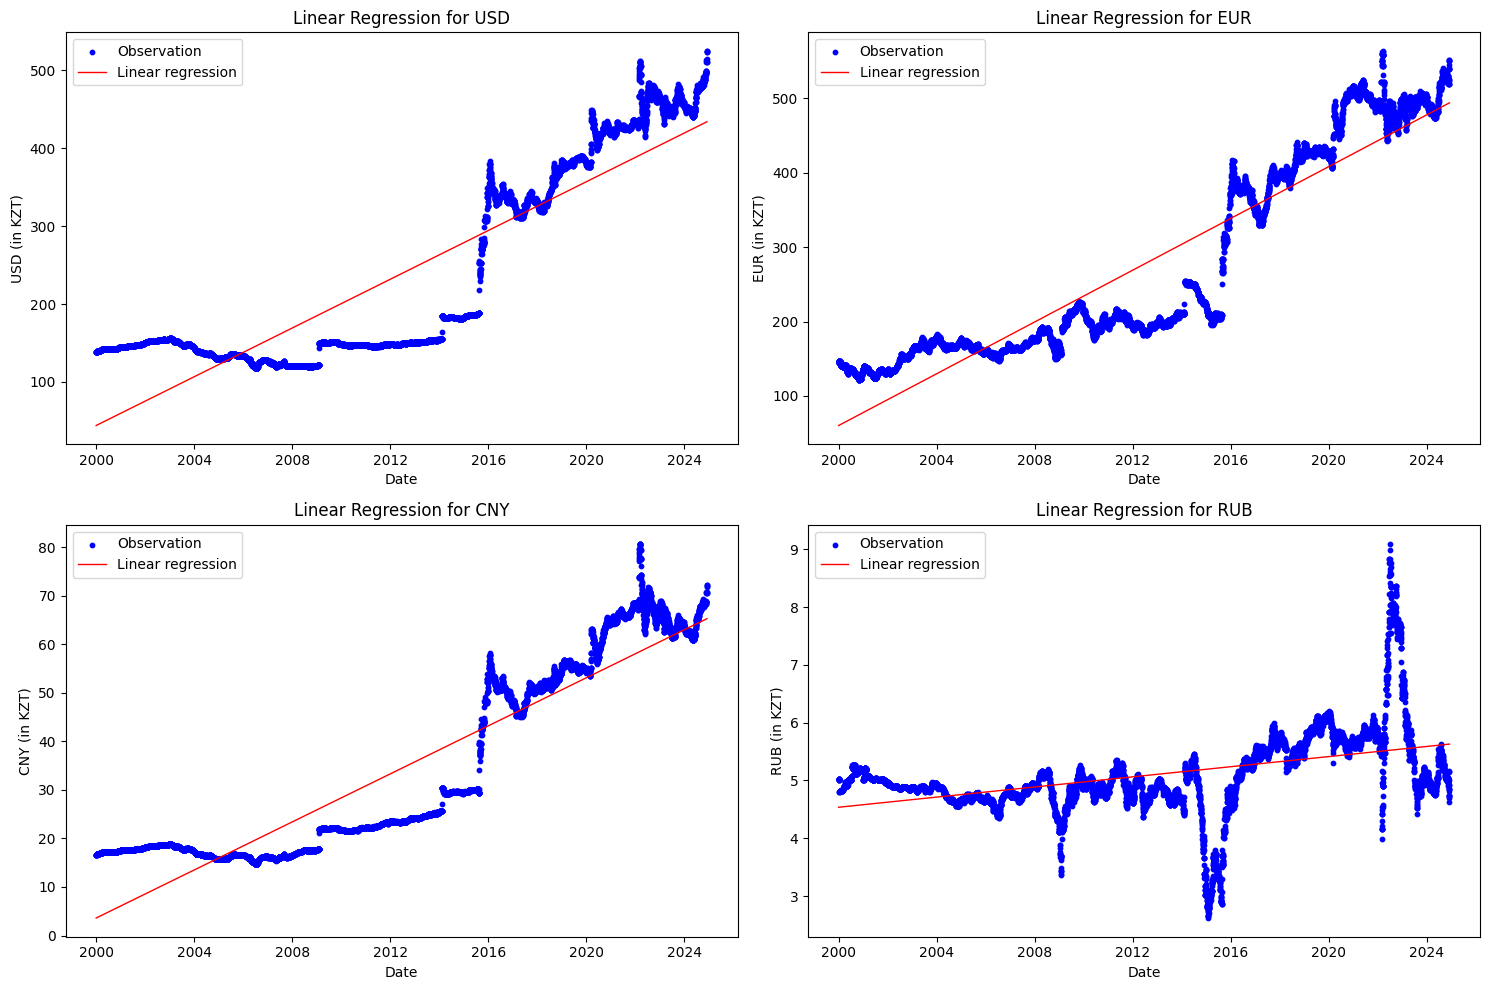 Linear Regression for USD
Observation
Linear regression
USD (in KZT)
500
400
300
200
100
2000 2004 2008 2012 2016 2020 2024
Date
Linear Regression for EUR
Observation
Linear regression
EUR (in KZT)
500
400
300
200
100
2000 2004 2008 2012 2016 2020 2024
Date
Linear Regression for CNY
Observation
Linear regression
CNY (in KZT)
80
70
60
50
40
30
20
10
0
2000 2004 2008 2012 2016 2020 2024
Date
Linear Regression for RUB
Observation
Linear regression
RUB (in KZT)
9
8
7
6
5
4
3
2000 2004 2008 2012 2016 2020 2024
Date